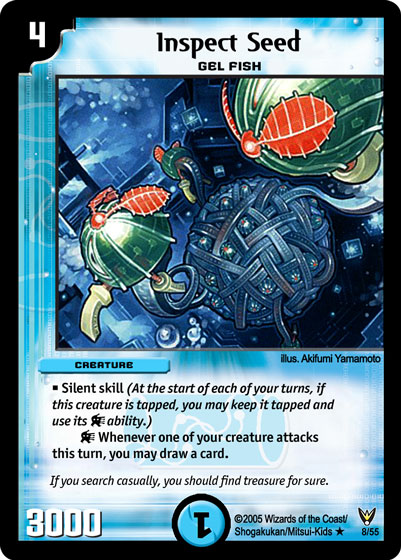 4
Inspect Seed
GEL FISH
illus. Akifumi Yamamoto
CREATURE
▪ Silent skill (At the start of each of your turns, if
this creature is tapped, you may keep it tapped and
use its ability.)
Whenever one of your creature attacks
this turn, you may draw a card.
If you search casually, you should find treasure for sure.
3000
1
©2005 Wizards of the Coast/
Shogakukan/Mitsui-Kids ★ 8/55